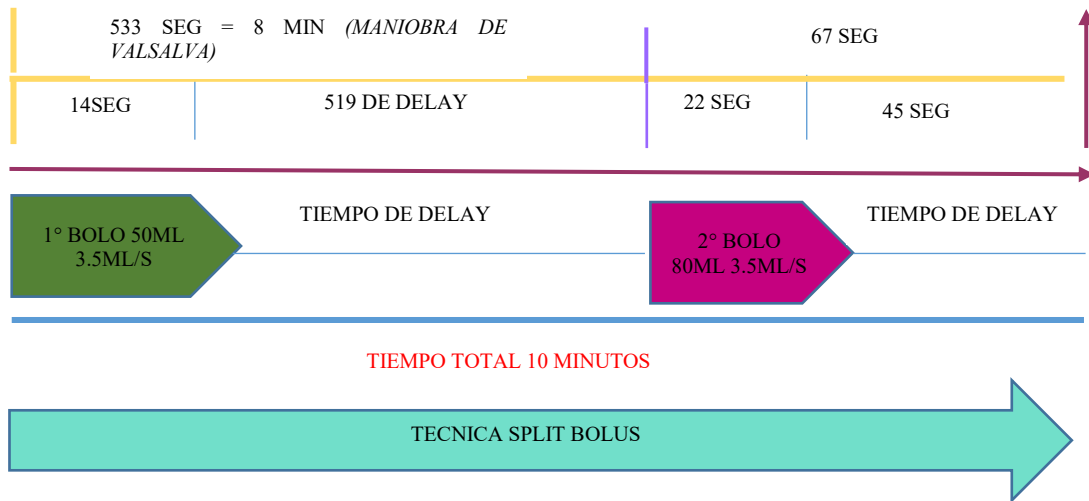 533 SEG = 8 MIN (MANIOBRA DE
VALSALVA)
67 SEG
14SEG
519 DE DELAY
22 SEG
45 SEG
1° BOLO 50ML
3.5ML/S
TIEMPO DE DELAY
2° BOLO
80ML 3.5ML/S
TIEMPO DE DELAY
TIEMPO TOTAL 10 MINUTOS
TECNICA SPLIT BOLUS